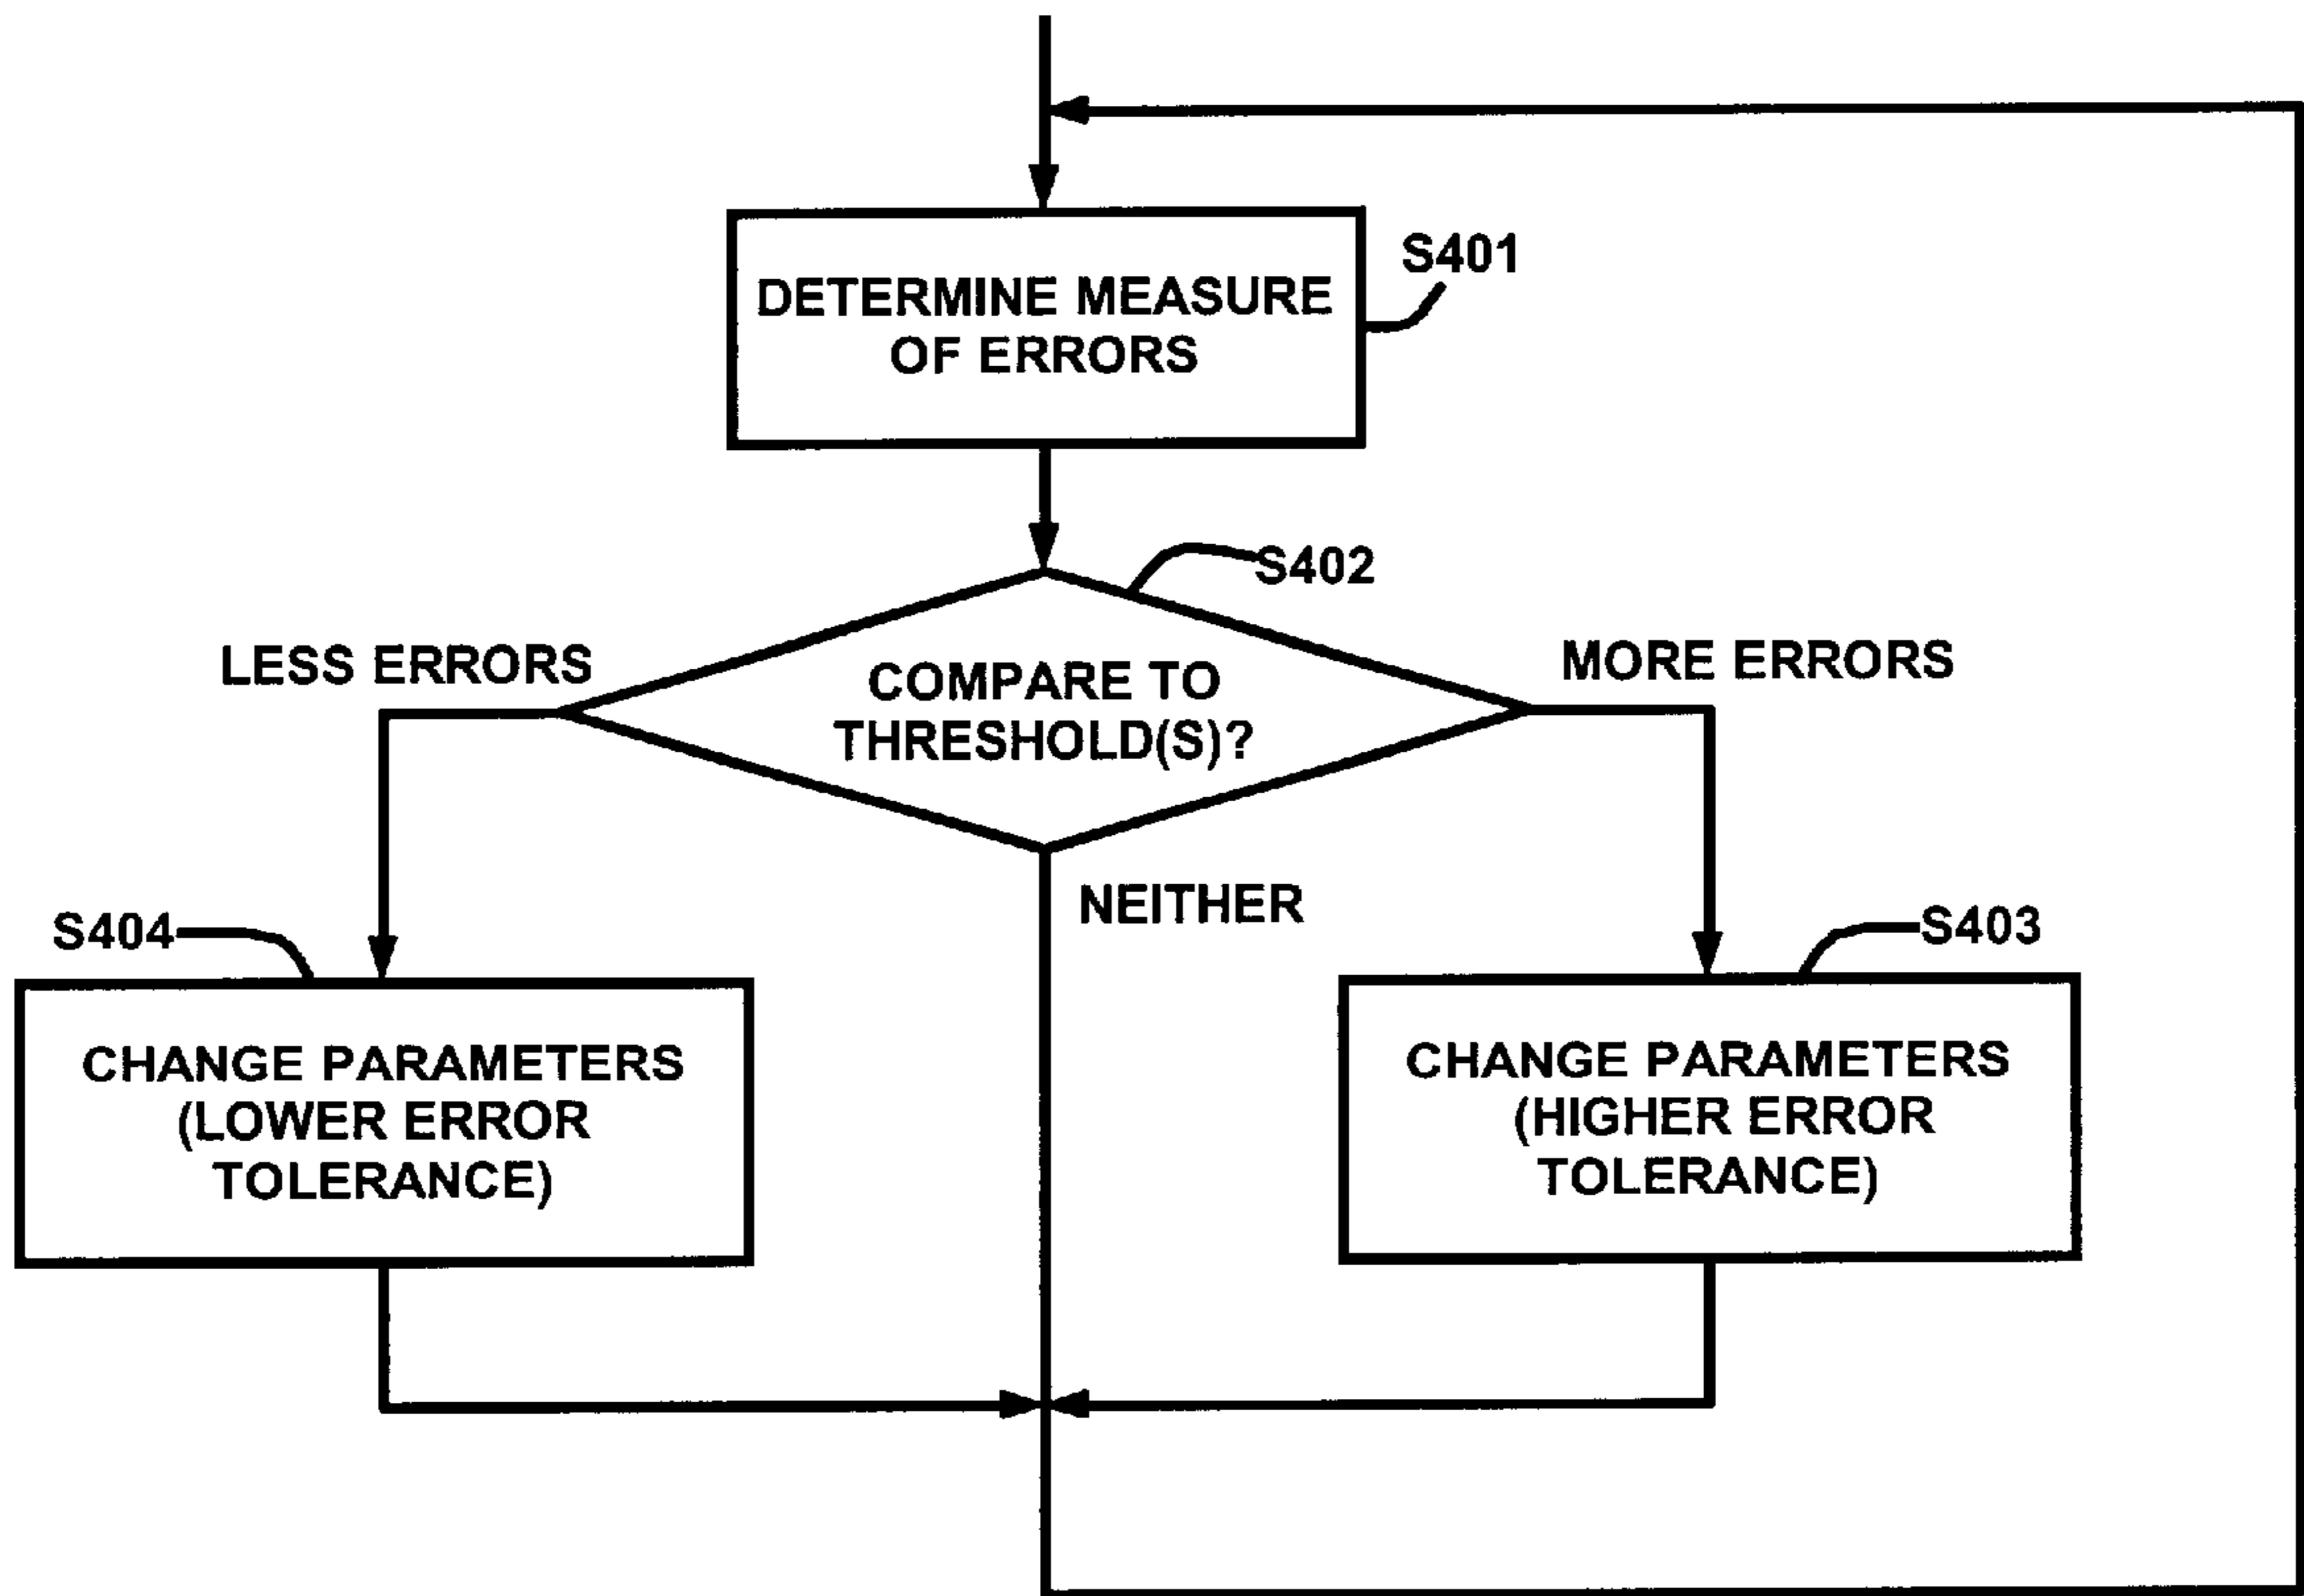 S401
DETERMINE MEASURE
OF ERRORS
S402
LESS ERRORS
MORE ERRORS
COMPARE TO
THRESHOLD(S)?
NEITHER
S404
S403
CHANGE PARAMETERS
(LOWER ERROR
TOLERANCE)
CHANGE PARAMETERS
(HIGHER ERROR
TOLERANCE)